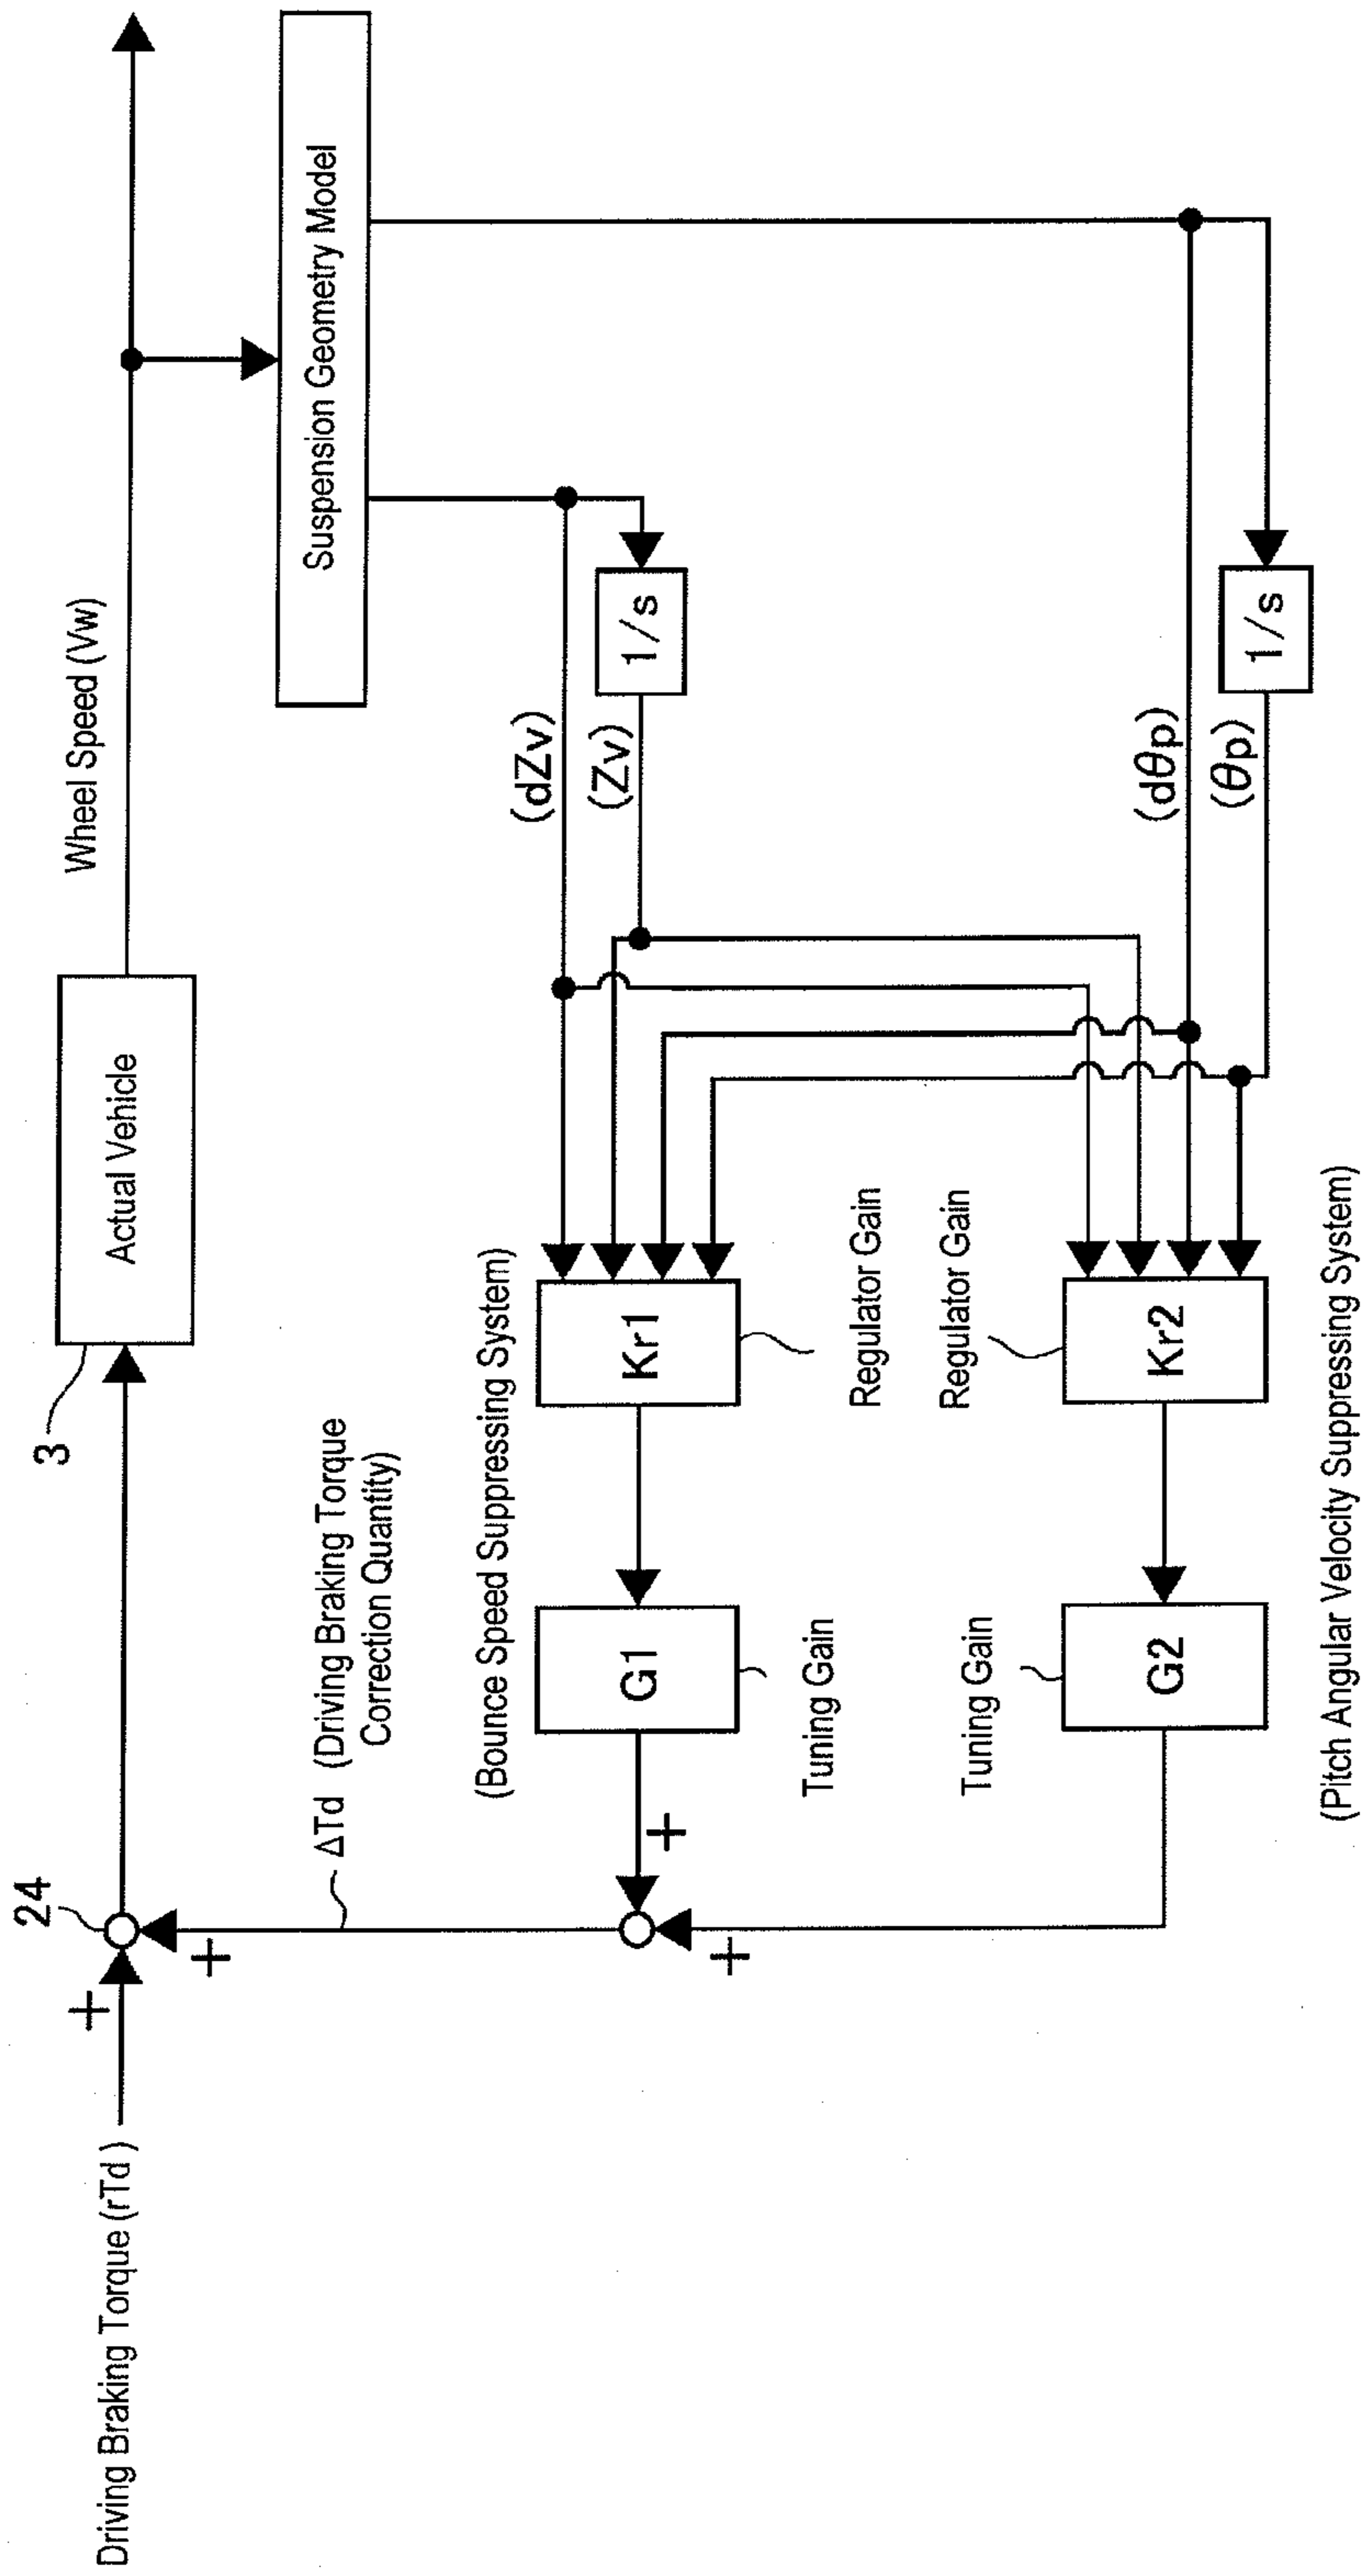 Driving Braking Torque (rTd)
+
24
+
3
Actual Vehicle
Wheel Speed (Vw)
Suspension Geometry Model
ΔTd (Driving Braking Torque
Correction Quantity)
(Bounce Speed Suppressing System)
+
+
G1
Tuning Gain
Kr1
Regulator Gain
(dZv)
(Zv)
1/s
Tuning Gain
G2
Regulator Gain
Kr2
(dθp)
(θp)
1/s
(Pitch Angular Velocity Suppressing System)